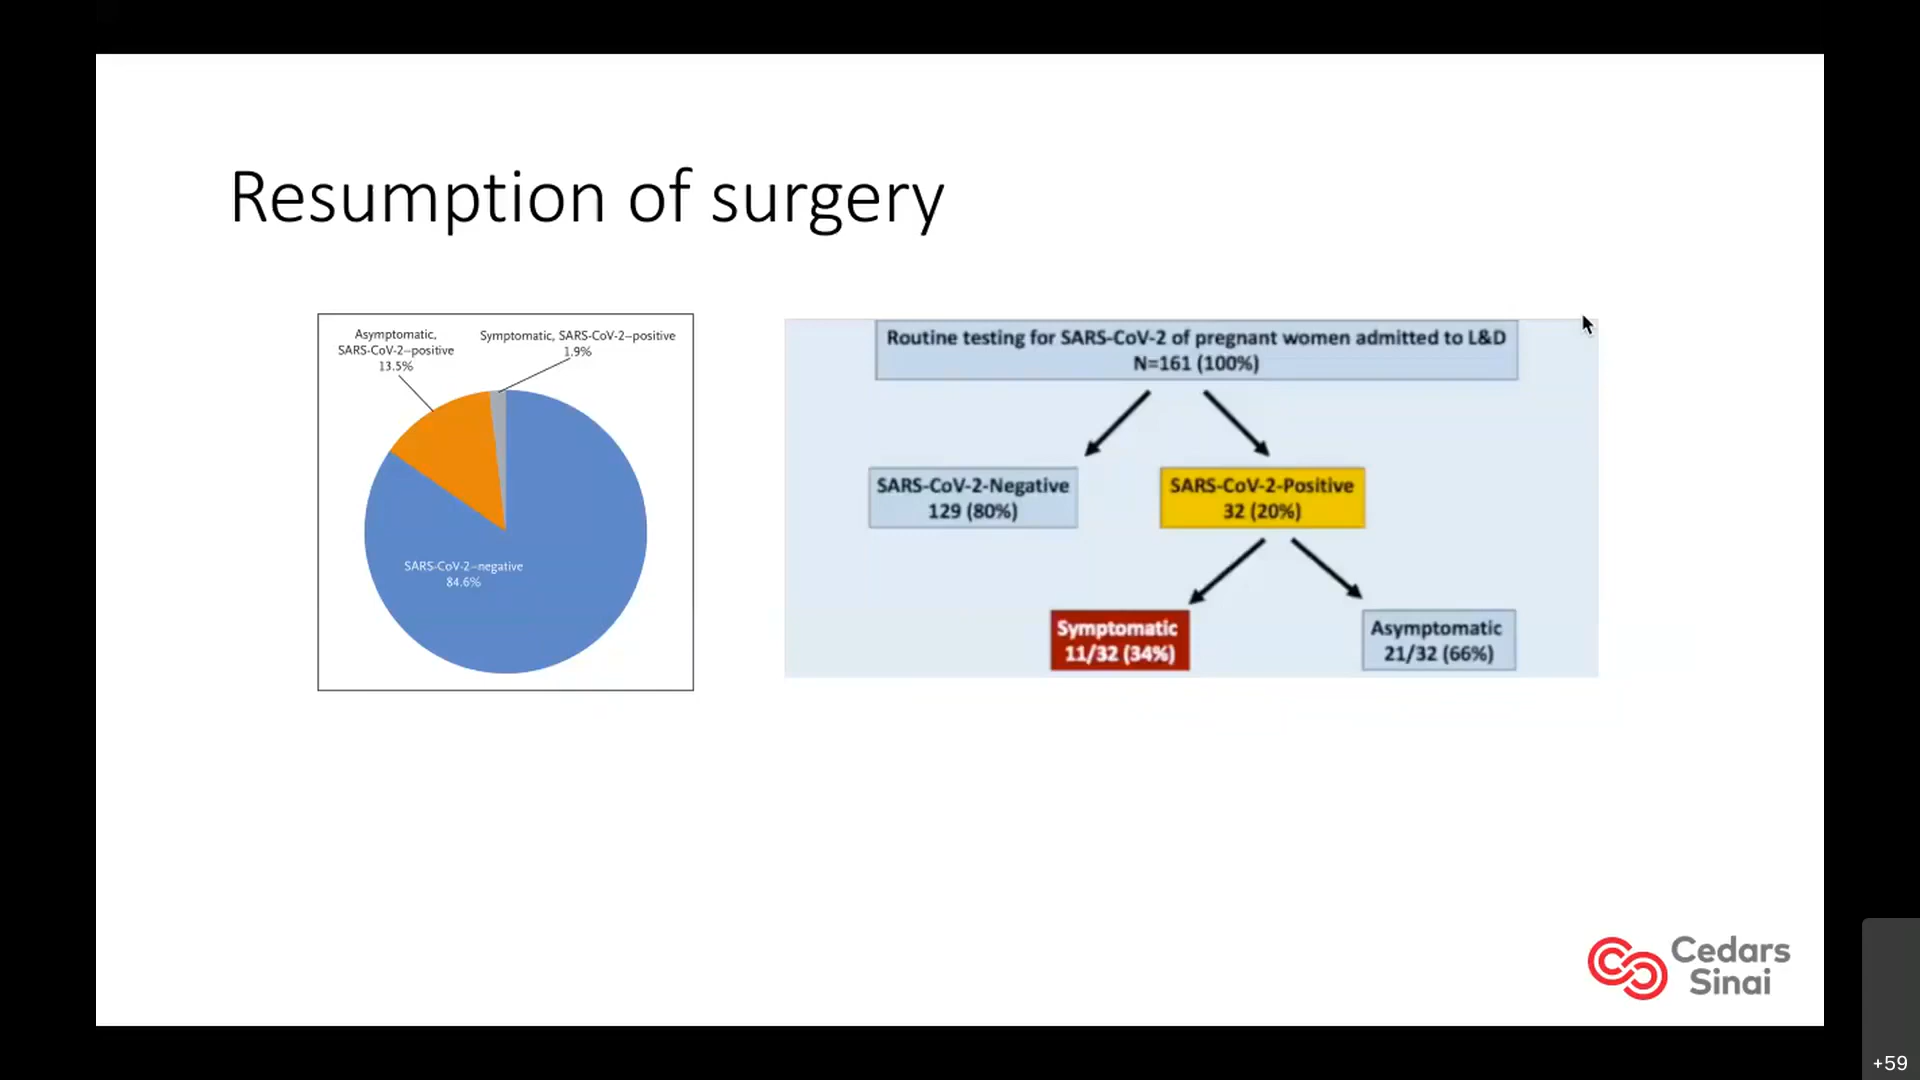 Resumption of surgery
Asymptomatic,
SARS-CoV-2–positive
13.5%
Symptomatic, SARS-CoV-2–positive
1.9%
SARS-CoV-2–negative
84.6%
Routine testing for SARS-CoV-2 of pregnant women admitted to L&D
N=161 (100%)
SARS-CoV-2-Negative
129 (80%)
SARS-CoV-2-Positive
32 (20%)
Symptomatic
11/32 (34%)
Asymptomatic
21/32 (66%)
Cedars
Sinai
+59